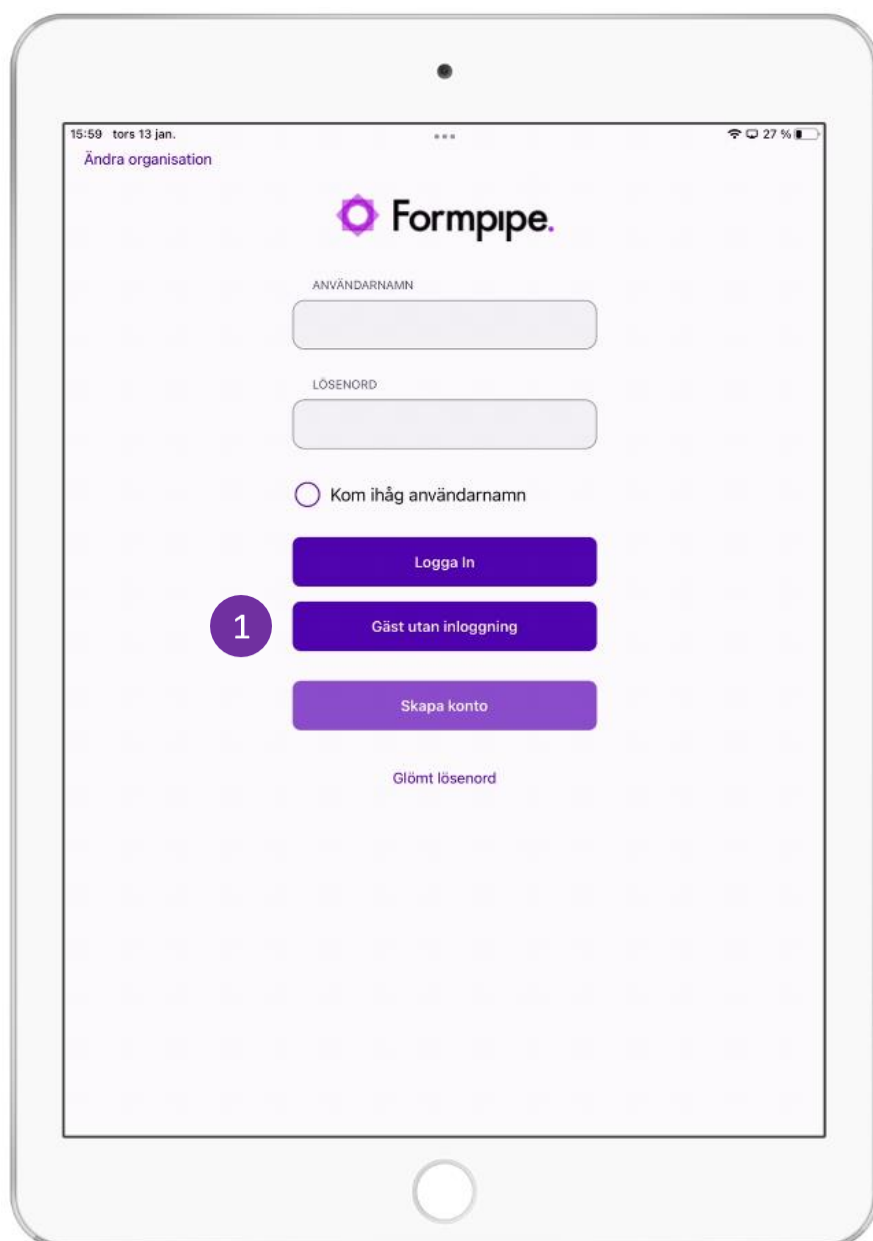 15:59 tors 13 jan.
27 %
Ändra organisation
Formpipe.
ANVÄNDARNAMN
LÖSENORD
Kom ihåg användarnamn
Logga In
1
Gäst utan inloggning
Skapa konto
Glömt lösenord